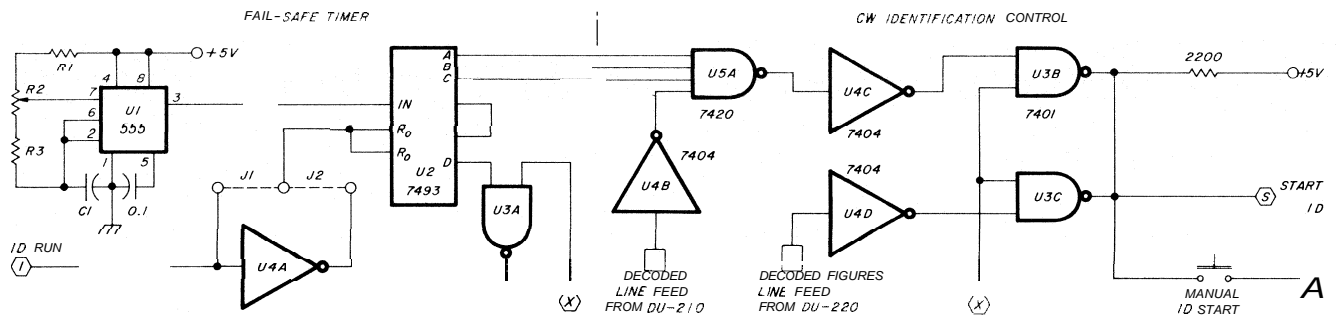 FAIL-SAFE TIMER
CW IDENTIFICATION CONTROL
R1
+5V
4
8
R2
7
U1
555
3
6
2
R3
1
5
C1
0.1
A
B
C
IN
R0
R0
D
U2
7493
J1
J2
U3A
U4A
ID RUN
1
X
U5A
7420
7404
U4B
DECODED
LINE FEED
FROM DU-210
U4C
7404
7404
U4D
DECODED FIGURES
LINE FEED
FROM DU-220
U3B
7401
U3C
X
2200
+5V
S
START
ID
MANUAL
ID START
A